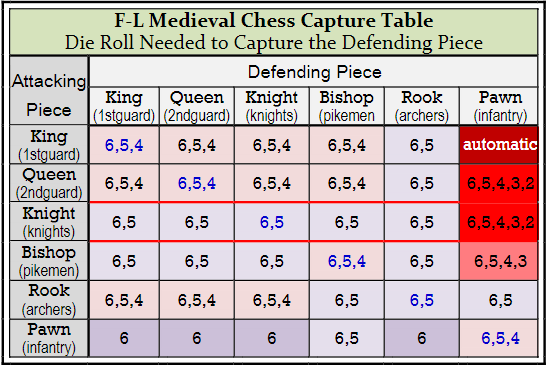 F-L Medieval Chess Capture Table
Die Roll Needed to Capture the Defending Piece
Attacking Piece
Defending Piece
King Queen Knight Bishop Rook Pawn
(1stguard) (2ndguard) (knights) (pikemen (archers) (infantry)
King (1stguard) 6,5,4 6,5,4 6,5,4 6,5,4 6,5 automatic
Queen (2ndguard) 6,5,4 6,5,4 6,5,4 6,5,4 6,5 6,5,4,3,2
Knight (knights) 6,5 6,5 6,5 6,5 6,5 6,5,4,3,2
Bishop (pikemen) 6,5 6,5 6,5 6,5,4 6,5 6,5,4,3
Rook (archers) 6,5,4 6,5,4 6,5,4 6,5 6,5 6,5
Pawn (infantry) 6 6 6 6,5 6 6,5,4